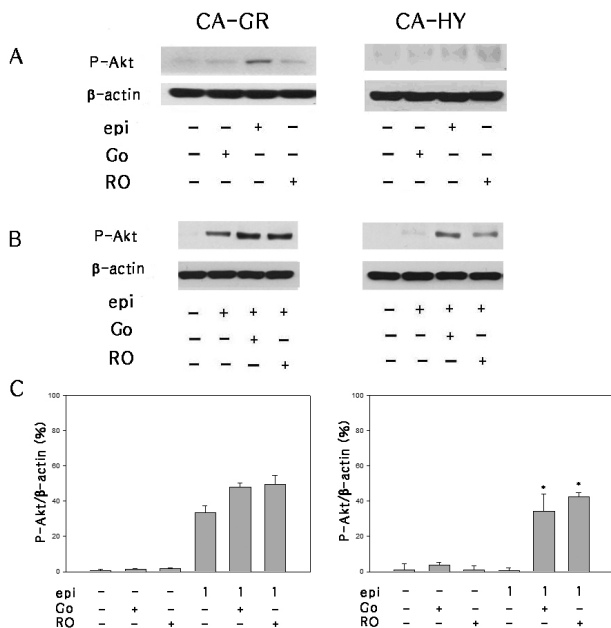 CA-GR CA-HY
A
P-Akt
β-actin
epi – – + – – – + –
Go – + – – – + – –
RO – – – + – – – +
B
P-Akt P-Akt
β-actin β-actin
epi – + + + – + + +
Go – – + – – – + –
RO – – – + – – – +
C
100 100
80 80
60 60
40 40
20 20
0 0
P-Akt/β-actin (%) P-Akt/β-actin (%)
* *
epi – – – 1 1 1 epi – – – 1 1 1
Go – + – – + – Go – + – – + –
RO – – + – – + RO – – + – – +